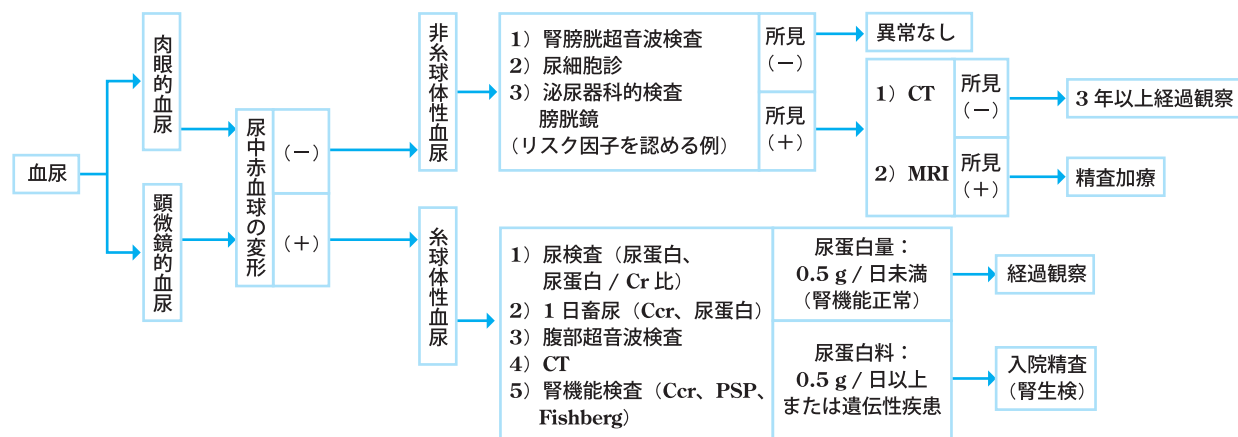 血尿
肉眼的血尿
顕微鏡的血尿
尿中赤血球の変形
(－)
(＋)
非糸球体性血尿
1）腎膀胱超音波検査
2）尿細胞診
3）泌尿器科的検査
膀胱鏡
(リスク因子を認める例)
所見
(－)
所見
(＋)
異常なし
1）CT
2）MRI
所見
(－)
所見
(＋)
3 年以上経過観察
精査加療
糸球体性血尿
1）尿検査（尿蛋白、
尿蛋白 / Cr 比）
2）1 日畜尿（Ccr、尿蛋白）
3）腹部超音波検査
4）CT
5）腎機能検査（Ccr、PSP、
Fishberg）
尿蛋白量：
0.5 g / 日未満
（腎機能正常）
尿蛋白料：
0.5 g / 日以上
または遺伝性疾患
経過観察
入院精査
（腎生検）